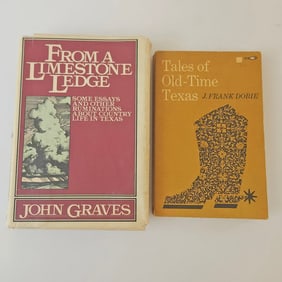 FROM A
LIMESTONE
LEDGE
SOME ESSAYS
AND OTHER
RUMINATIONS
ABOUT COUNTRY
LIFE IN TEXAS
JOHN GRAVES
Tales of
Old-Time
Texas J. FRANK DOBIE